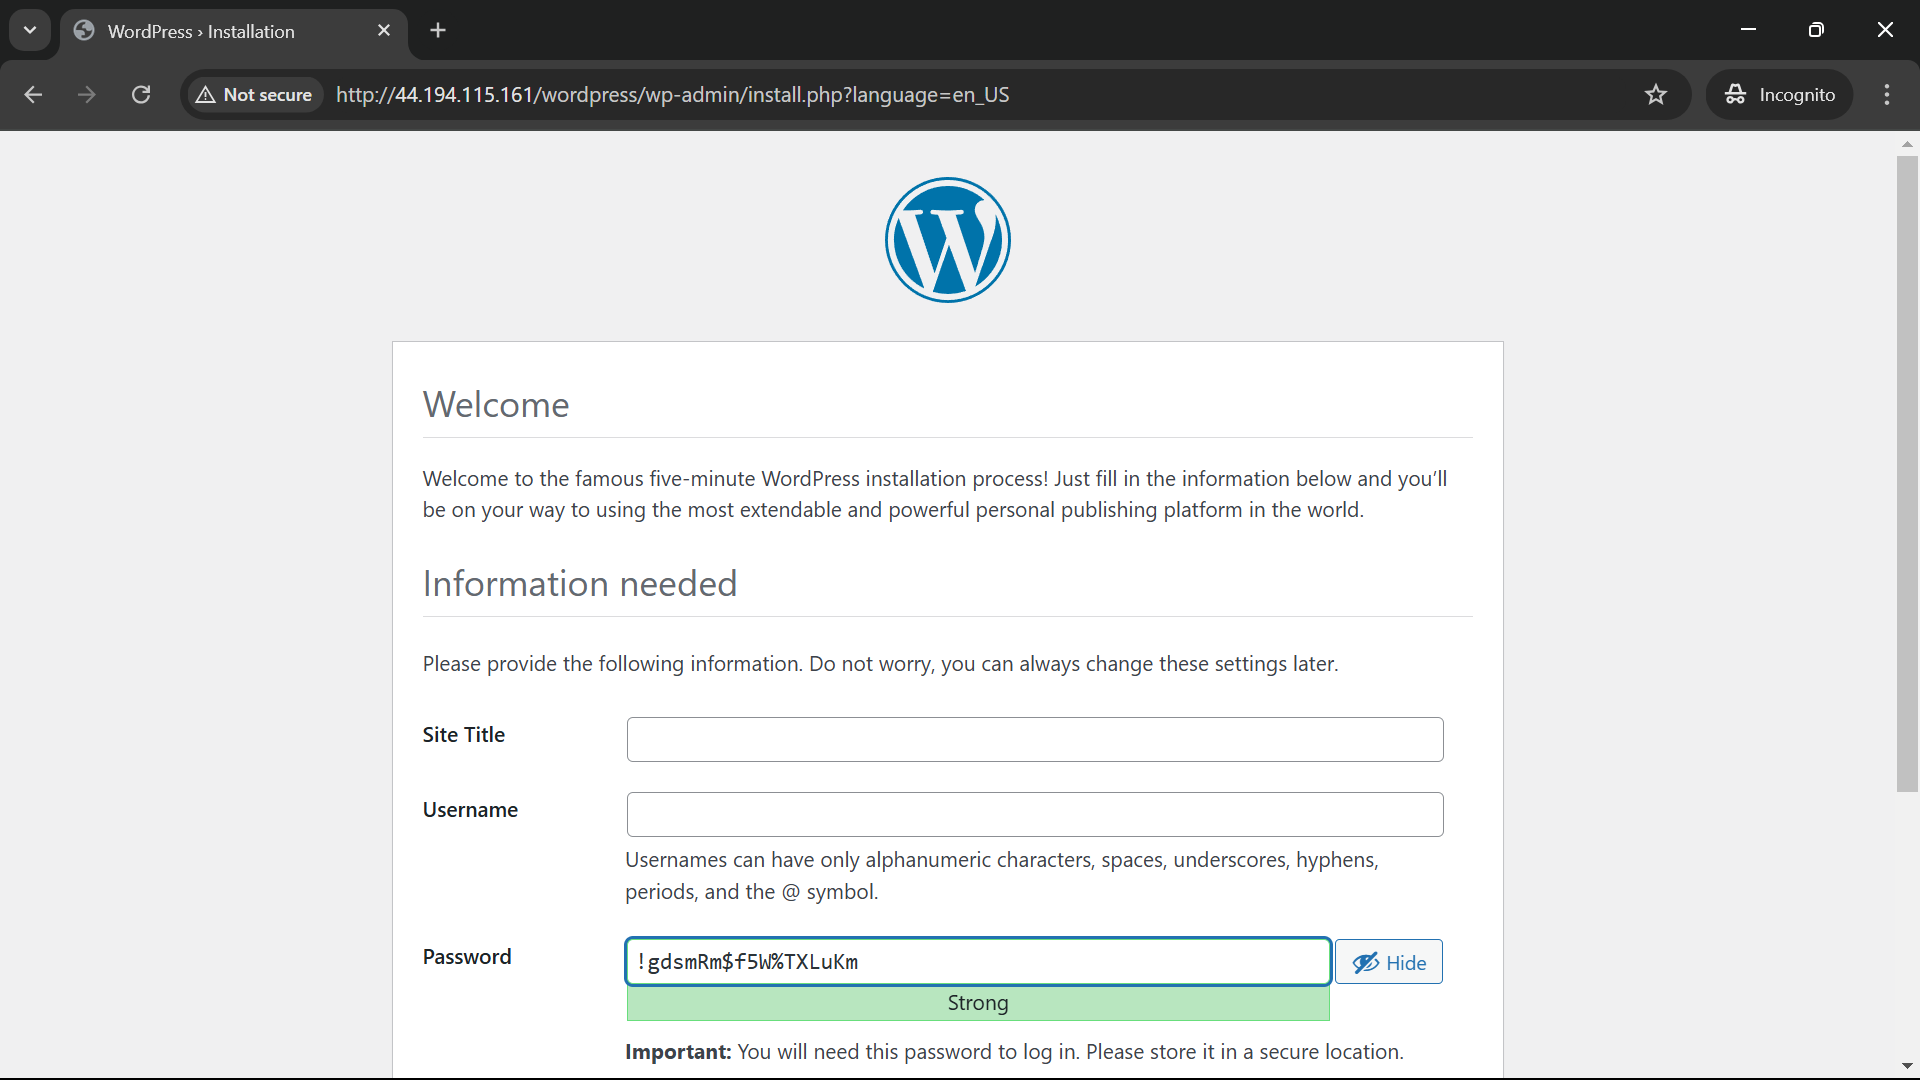 WordPress › Installation
Not secure
http://44.194.115.161/wordpress/wp-admin/install.php?language=en_US
Incognito
Welcome
Welcome to the famous five-minute WordPress installation process! Just fill in the information below and you’ll
be on your way to using the most extendable and powerful personal publishing platform in the world.
Information needed
Please provide the following information. Do not worry, you can always change these settings later.
Site Title
Username
Usernames can have only alphanumeric characters, spaces, underscores, hyphens,
periods, and the @ symbol.
Password
!gdsmRm$f5W%TXLuKm
Hide
Strong
Important: You will need this password to log in. Please store it in a secure location.